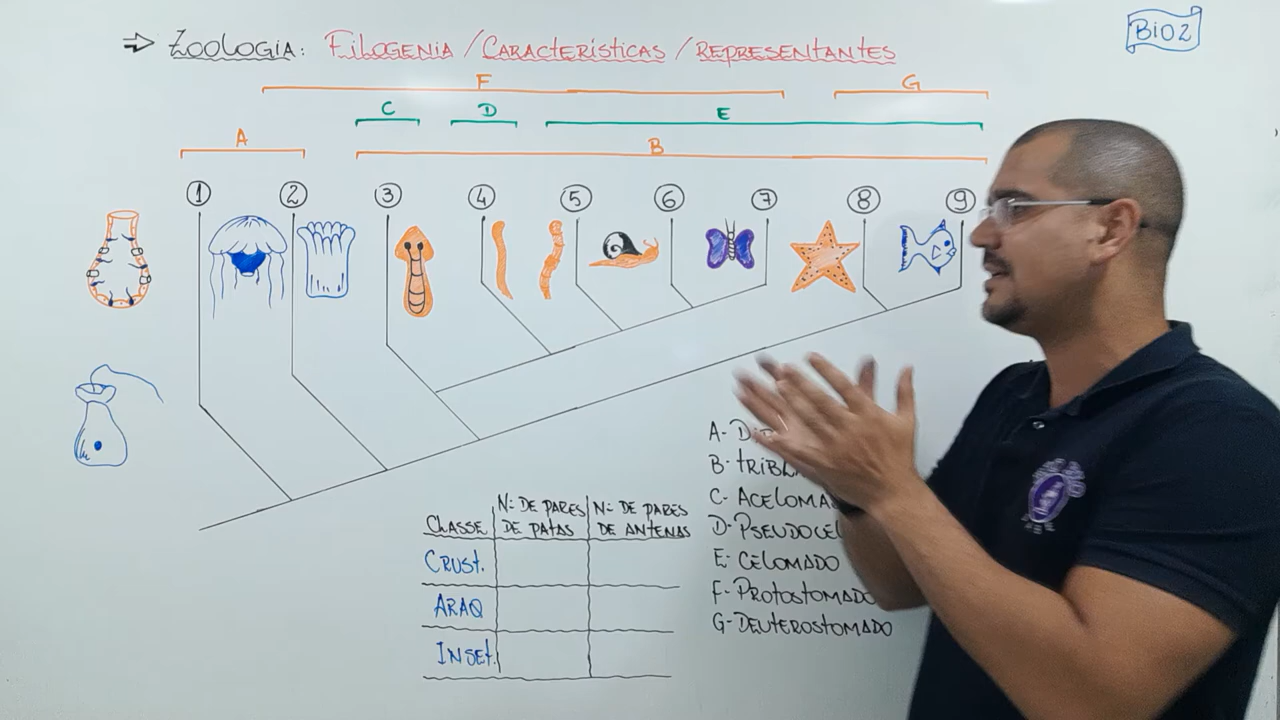 ⇒ Zoologia: Filogenia / Características / representantes
BiO2
F
G
C
D
E
A
B
1 2 3 4 5 6 7 8 9
A-
B- tribl
C- Aceloma
D- Pseudocel
E- Celomado
F- Protostomado
G- Deuterostomado
Classe
Nº de pares de patas
Nº de pares de antenas
Crust.
Araq
Inset.